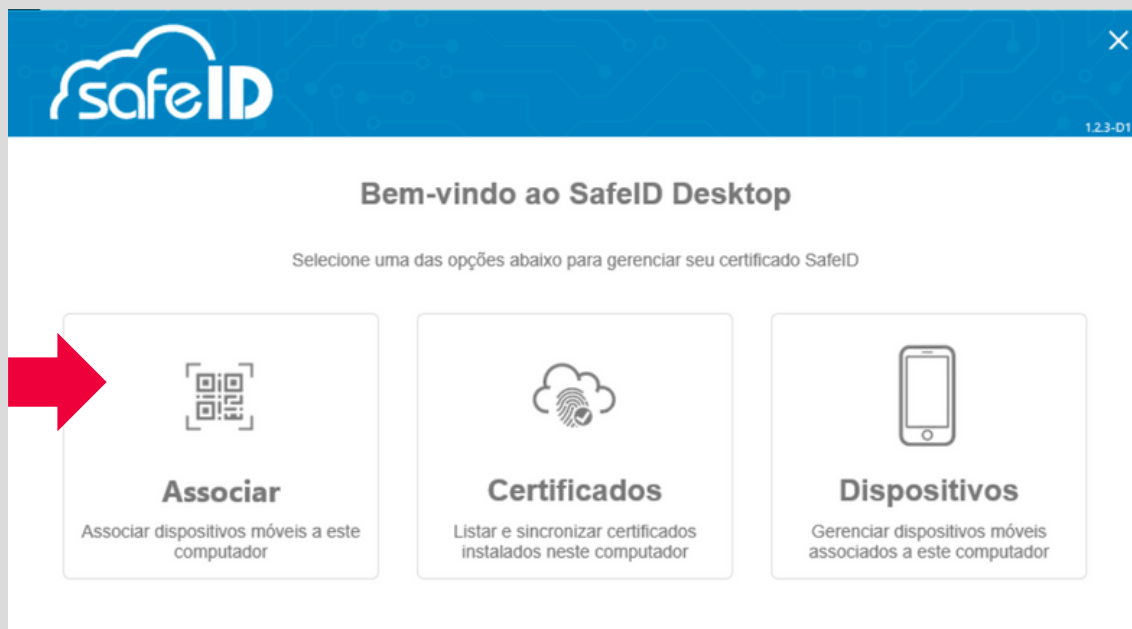 safeID
1.2.3-D1
Bem-vindo ao SafeID Desktop
Selecione uma das opções abaixo para gerenciar seu certificado SafeID
Associar
Associar dispositivos móveis a este
computador
Certificados
Listar e sincronizar certificados
instalados neste computador
Dispositivos
Gerenciar dispositivos móveis
associados a este computador